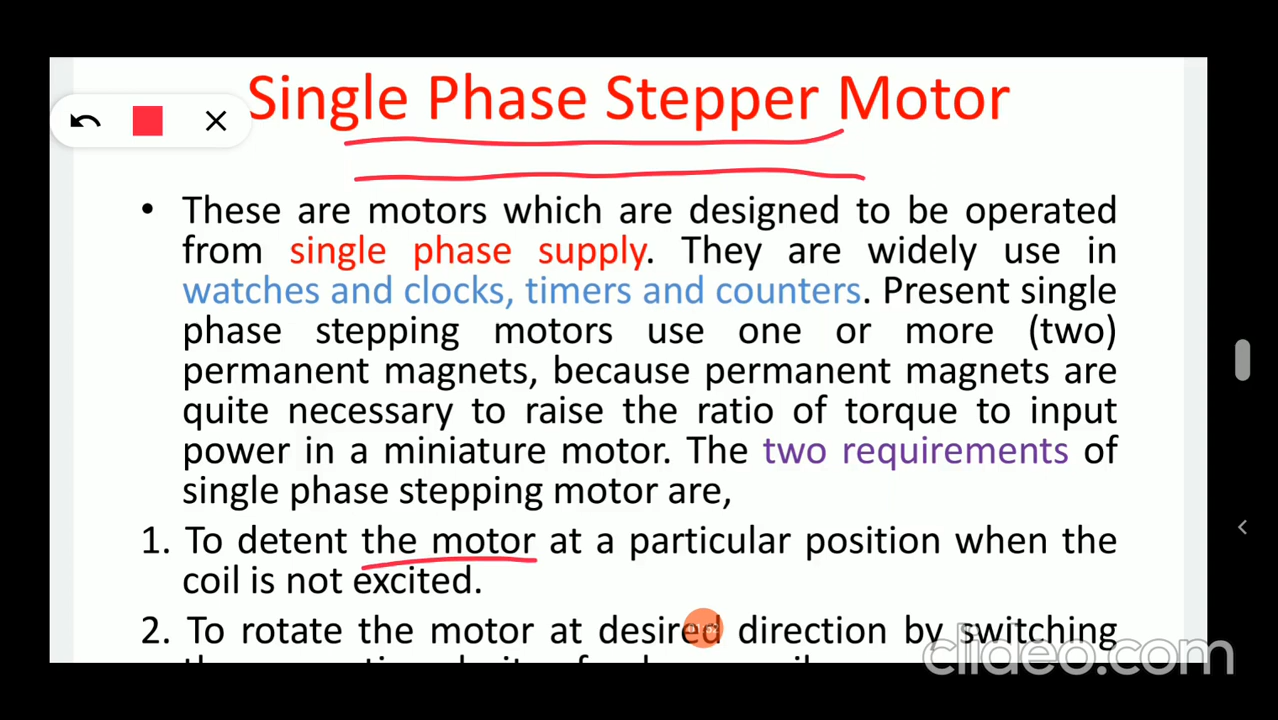 Single Phase Stepper Motor
• These are motors which are designed to be operated
from single phase supply. They are widely use in
watches and clocks, timers and counters. Present single
phase stepping motors use one or more (two)
permanent magnets, because permanent magnets are
quite necessary to raise the ratio of torque to input
power in a miniature motor. The two requirements of
single phase stepping motor are,
1. To detent the motor at a particular position when the
coil is not excited.
2. To rotate the motor at desired direction by switching
clideo.com